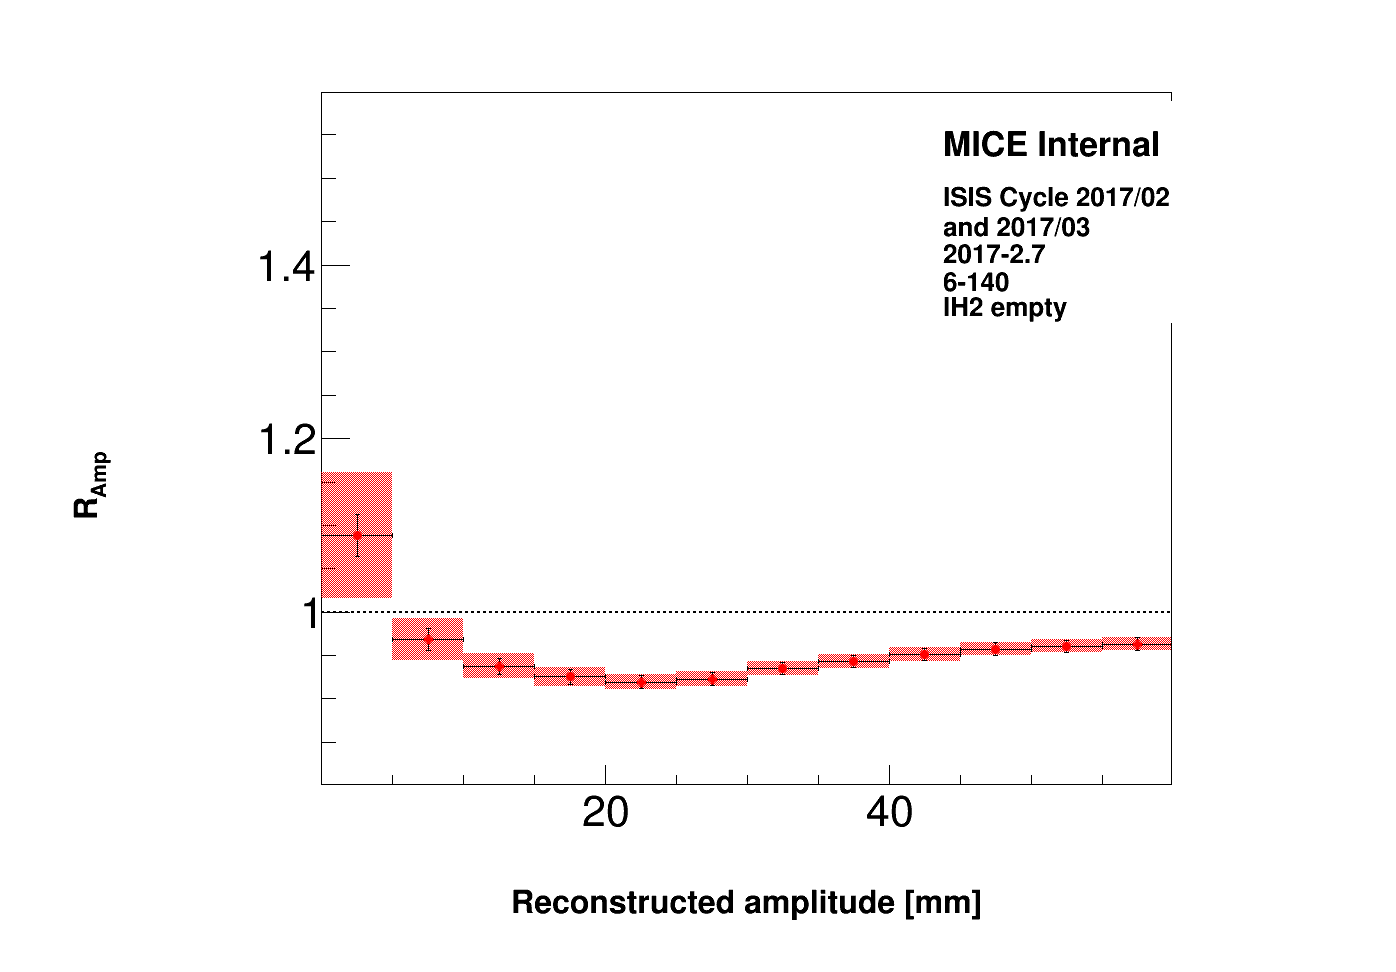 MICE Internal
ISIS Cycle 2017/02
and 2017/03
2017-2.7
6-140
lH2 empty
1.4
1.2
1
R_Amp
20 40
Reconstructed amplitude [mm]